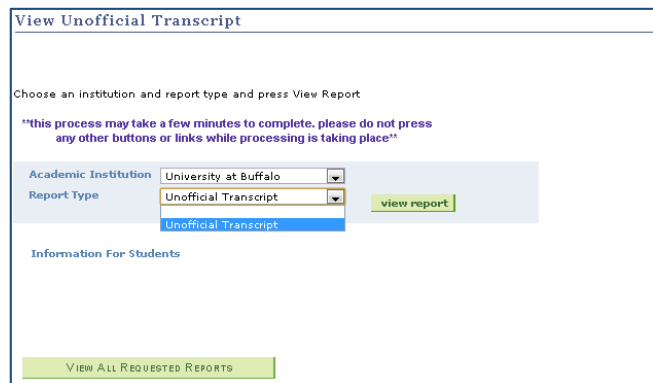 View Unofficial Transcript
Choose an institution and report type and press View Report
**this process may take a few minutes to complete. please do not press
any other buttons or links while processing is taking place**
Academic Institution University at Buffalo
Report Type Unofficial Transcript view report
Unofficial Transcript
Information For Students
VIEW ALL REQUESTED REPORTS